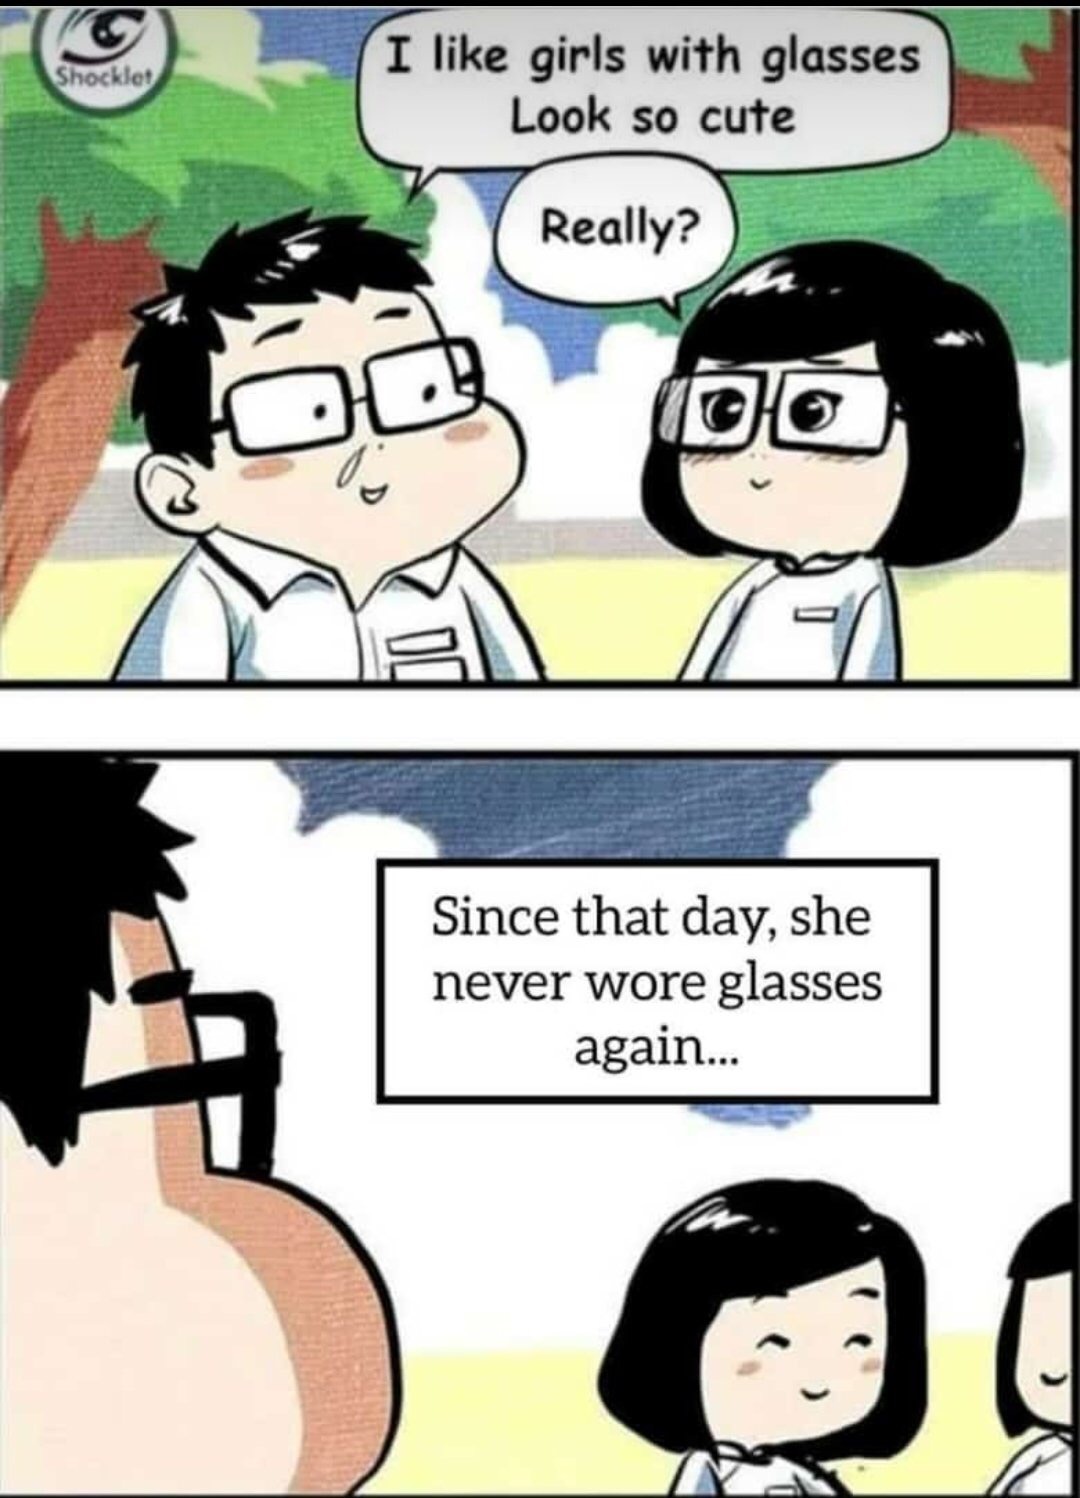 Shocklet
I like girls with glasses
Look so cute
Really?
Since that day, she
never wore glasses
again...